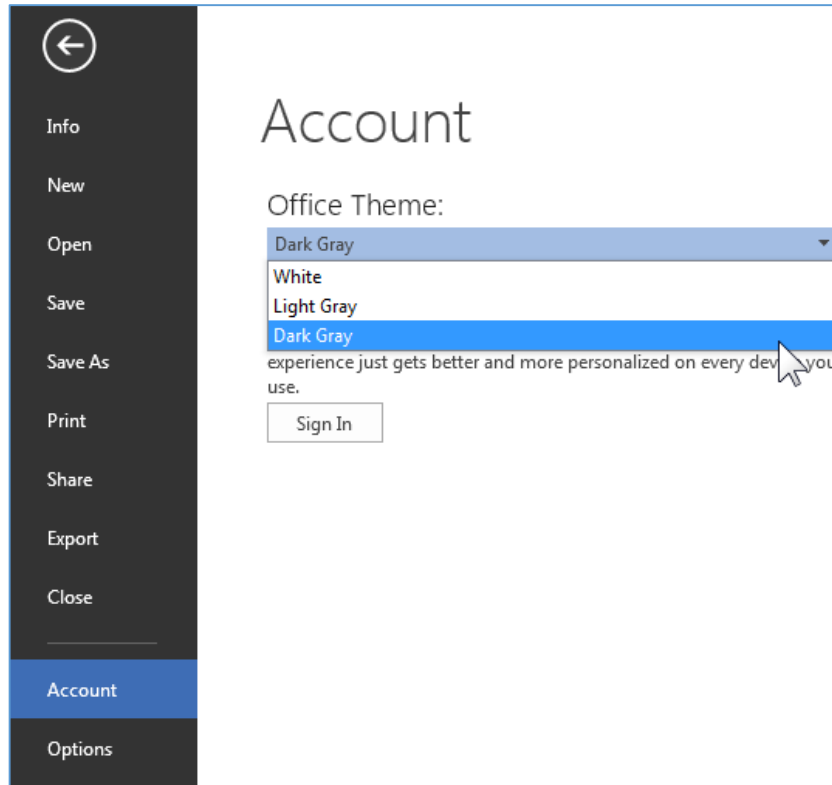 Info
New
Open
Save
Save As
Print
Share
Export
Close
Account
Options
Account
Office Theme:
Dark Gray
White
Light Gray
Dark Gray
experience just gets better and more personalized on every
use.
Sign In